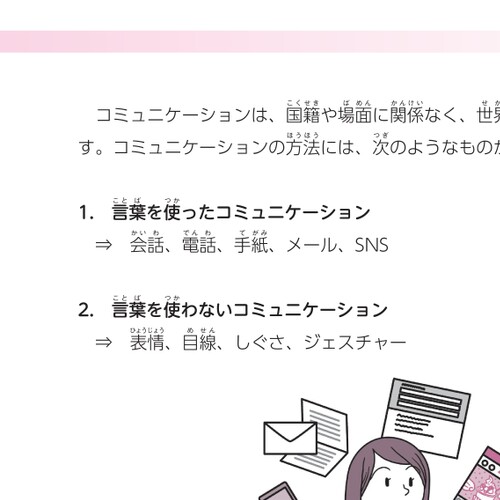 コミュニケーションは、国籍や場面に関係なく、世
す。コミュニケーションの方法には、次のようなもの
1. 言葉を使ったコミュニケーション
⇒ 会話、電話、手紙、メール、SNS
2. 言葉を使わないコミュニケーション
⇒ 表情、目線、しぐさ、ジェスチャー